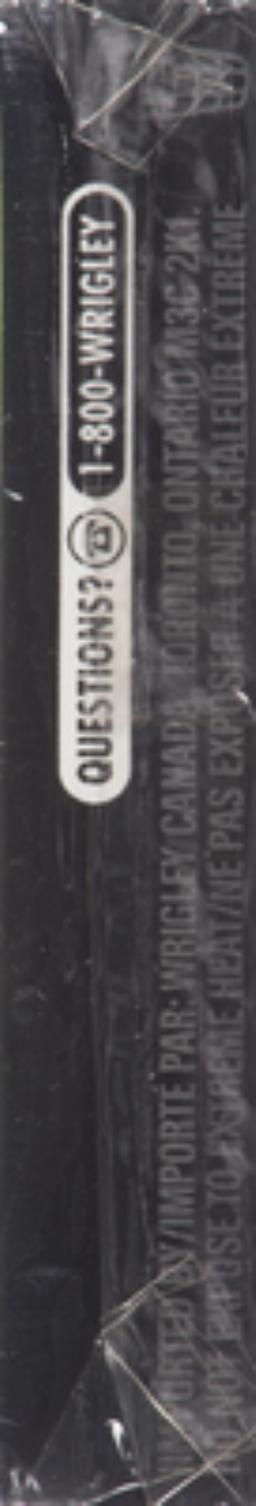 QUESTIONS? 1-800-WRIGLEY
IMPORTED BY/IMPORTÉ PAR: WRIGLEY CANADA, TORONTO, ONTARIO M3C 2K1.
DO NOT EXPOSE TO EXTREME HEAT/NE PAS EXPOSER À UNE CHALEUR EXTRÊME